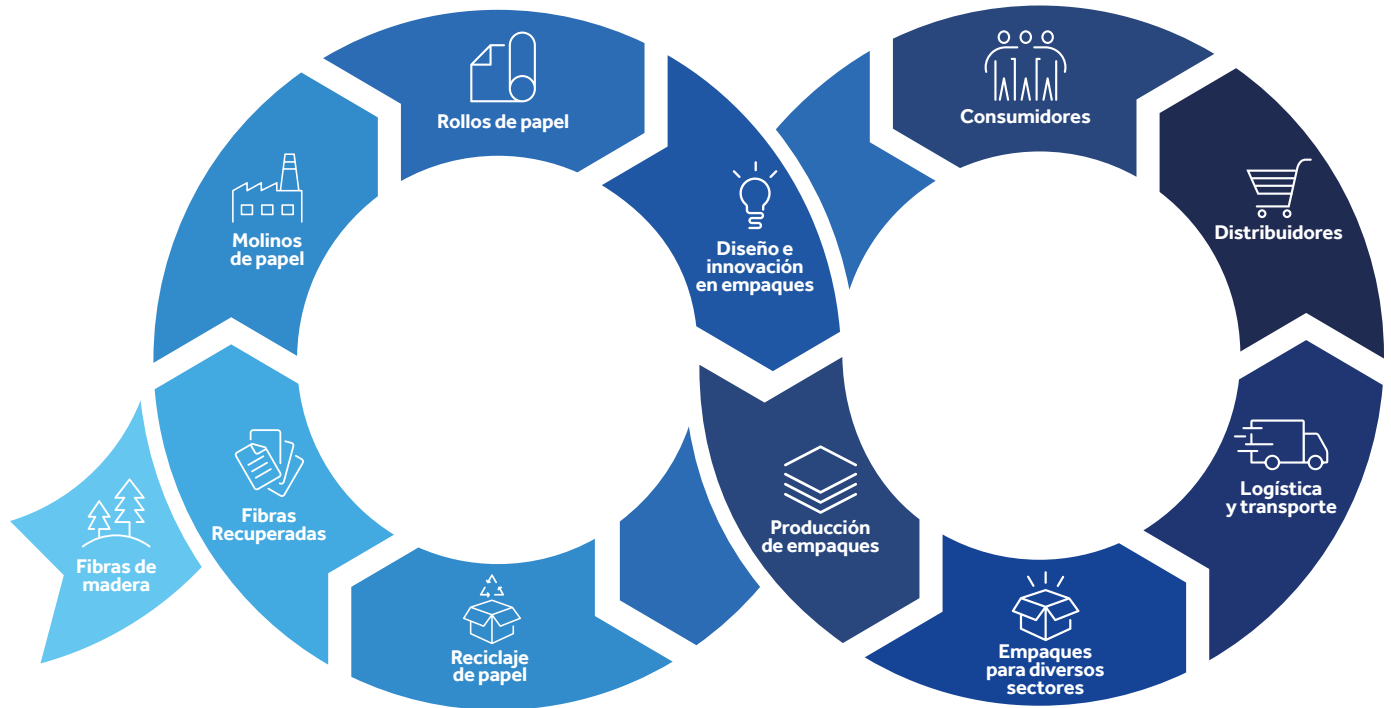 Rollos de papel
Consumidores
Molinos
de papel
Diseño e
innovación
en empaques
Distribuidores
Fibras
Recuperadas
Producción
de empaques
Logística
y transporte
Fibras de
madera
Reciclaje
de papel
Empaques
para diversos
sectores